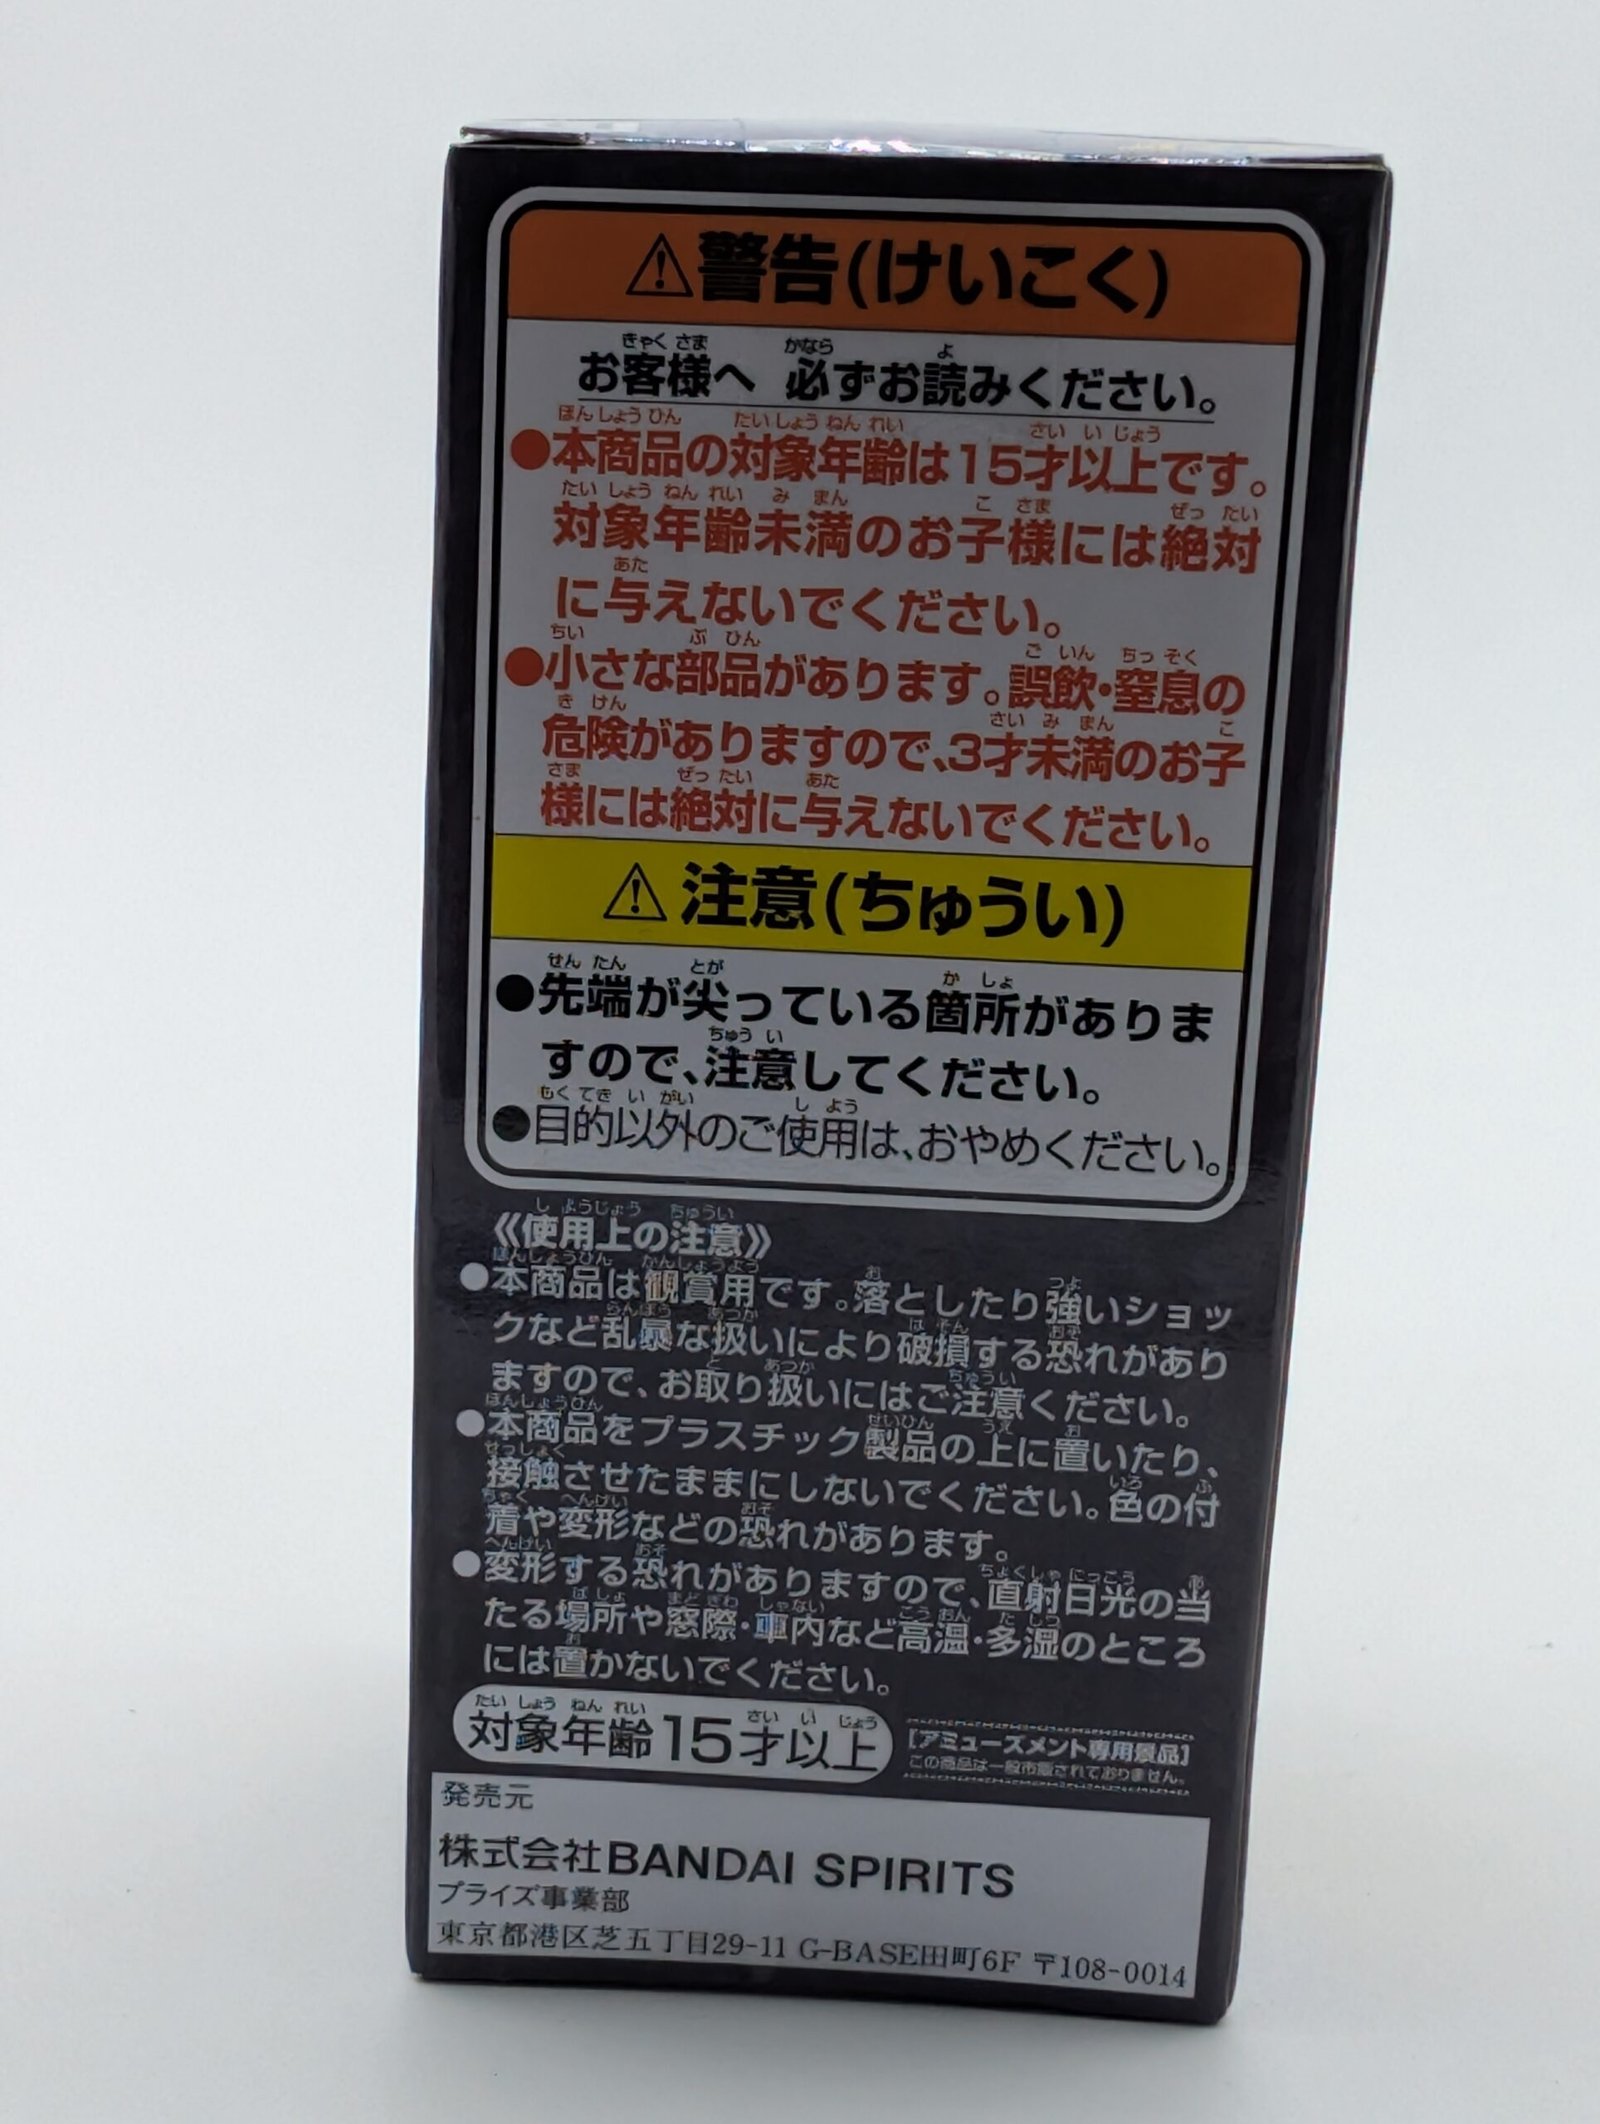 ⚠警告(けいこく)
お客様へ 必ずお読みください。
●本商品の対象年齢は15才以上です。
対象年齢未満のお子様には絶対
に与えないでください。
●小さな部品があります。誤飲・窒息の
危険がありますので、3才未満のお子
様には絶対に与えないでください。
⚠注意(ちゅうい)
●先端が尖っている箇所がありま
すので、注意してください。
●目的以外のご使用は、おやめください。
《使用上の注意》
●本商品は観賞用です。落としたり強いショッ
クなど乱暴な扱いにより破損する恐れがあり
ますので、お取り扱いにはご注意ください。
●本商品をプラスチック製品の上に置いたり、
接触させたままにしないでください。色の付
着や変形などの恐れがあります。
●変形する恐れがありますので、直射日光の当
たる場所や窓際・車内など高温・多湿のところ
には置かないでください。
対象年齢15才以上
[アミューズメント専用景品]
この商品は一般市販されておりません。
発売元
株式会社BANDAI SPIRITS
プライズ事業部
東京都港区芝五丁目29-11 G-BASE田町6F 〒108-0014